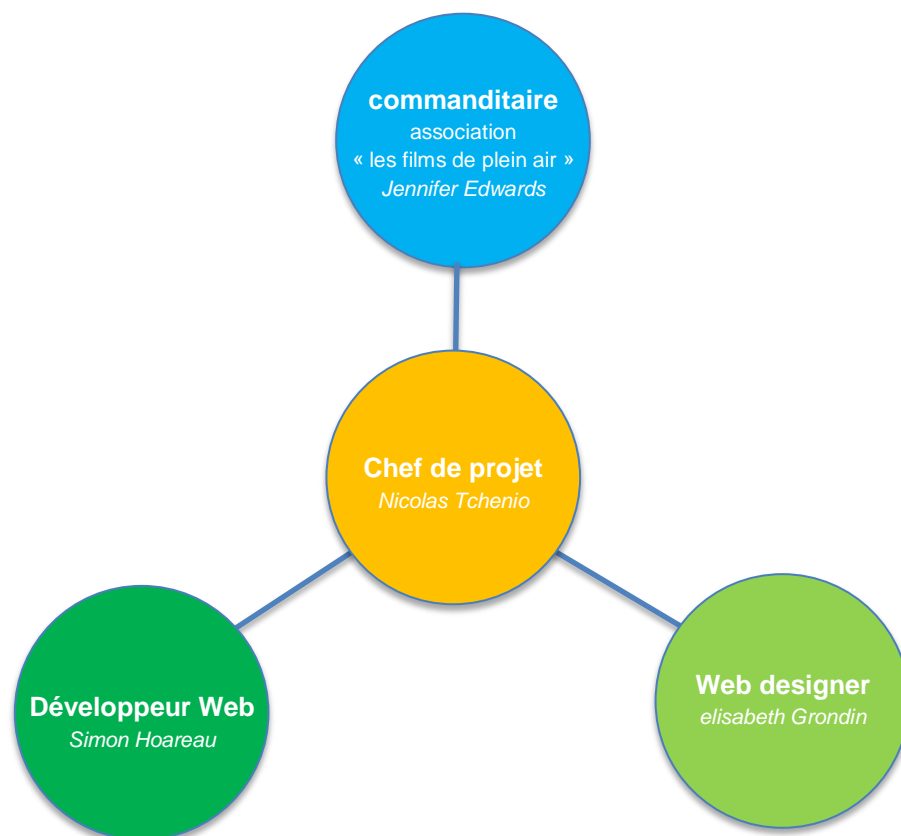 commanditaire
association
« les films de plein air »
Jennifer Edwards
Chef de projet
Nicolas Tchenio
Développeur Web
Simon Hoareau
Web designer
elisabeth Grondin